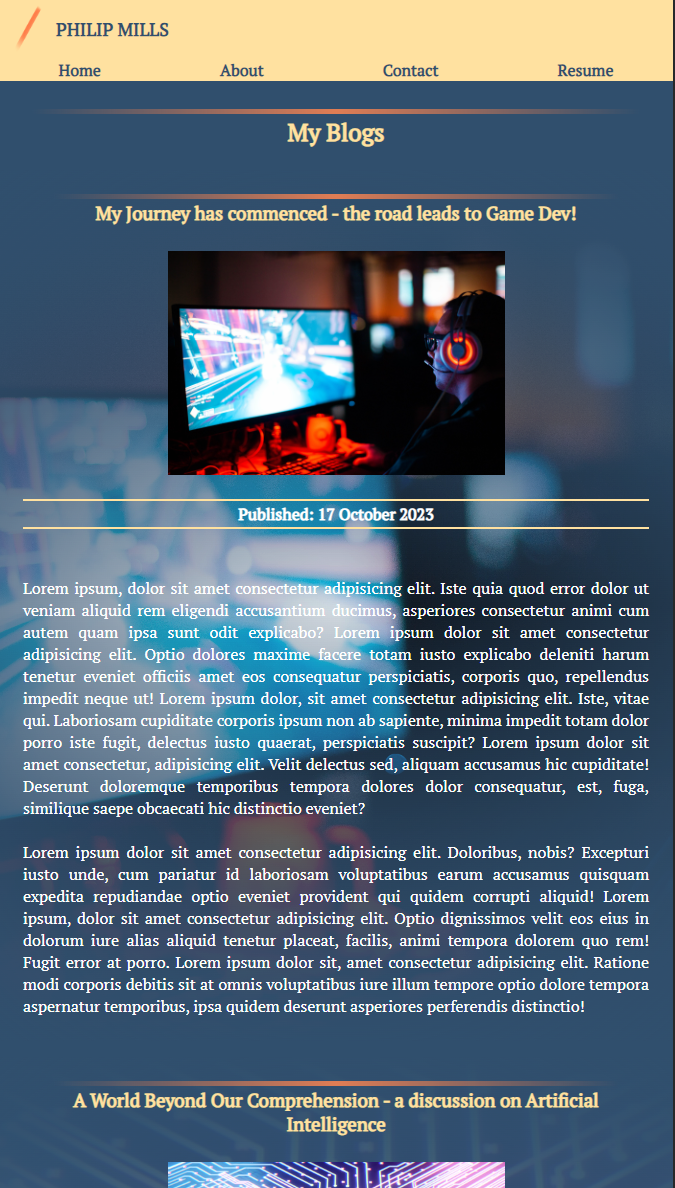 PHILIP MILLS
Home About Contact Resume
My Blogs
My Journey has commenced - the road leads to Game Dev!
Published: 17 October 2023
Lorem ipsum, dolor sit amet consectetur adipisicing elit. Iste quia quod error dolor ut
veniam aliquid rem eligendi accusantium ducimus, asperiores consectetur animi cum
autem quam ipsa sunt odit explicabo? Lorem ipsum dolor sit amet consectetur
adipisicing elit. Optio dolores maxime facere totam iusto explicabo deleniti harum
tenetur eveniet officiis amet eos consequatur perspiciatis, corporis quo, repellendus
impedit neque ut! Lorem ipsum dolor, sit amet consectetur adipisicing elit. Iste, vitae
qui. Laboriosam cupiditate corporis ipsum non ab sapiente, minima impedit totam dolor
porro iste fugit, delectus iusto quaerat, perspiciatis suscipit? Lorem ipsum dolor sit
amet consectetur, adipisicing elit. Velit delectus sed, aliquam accusamus hic cupiditate!
Deserunt doloremque temporibus tempora dolores dolor consequatur, est, fuga,
similique saepe obcaecati hic distinctio eveniet?
Lorem ipsum dolor sit amet consectetur adipisicing elit. Doloribus, nobis? Excepturi
iusto unde, cum pariatur id laboriosam voluptatibus earum accusamus quisquam
expedita repudiandae optio eveniet provident qui quidem corrupti aliquid! Lorem
ipsum, dolor sit amet consectetur adipisicing elit. Optio dignissimos velit eos eius in
dolorum iure alias aliquid tenetur placeat, facilis, animi tempora dolorem quo rem!
Fugit error at porro. Lorem ipsum dolor sit, amet consectetur adipisicing elit. Ratione
modi corporis debitis sit at omnis voluptatibus iure illum tempore optio dolore tempora
aspernatur temporibus, ipsa quidem deserunt asperiores perferendis distinctio!
A World Beyond Our Comprehension - a discussion on Artificial
Intelligence